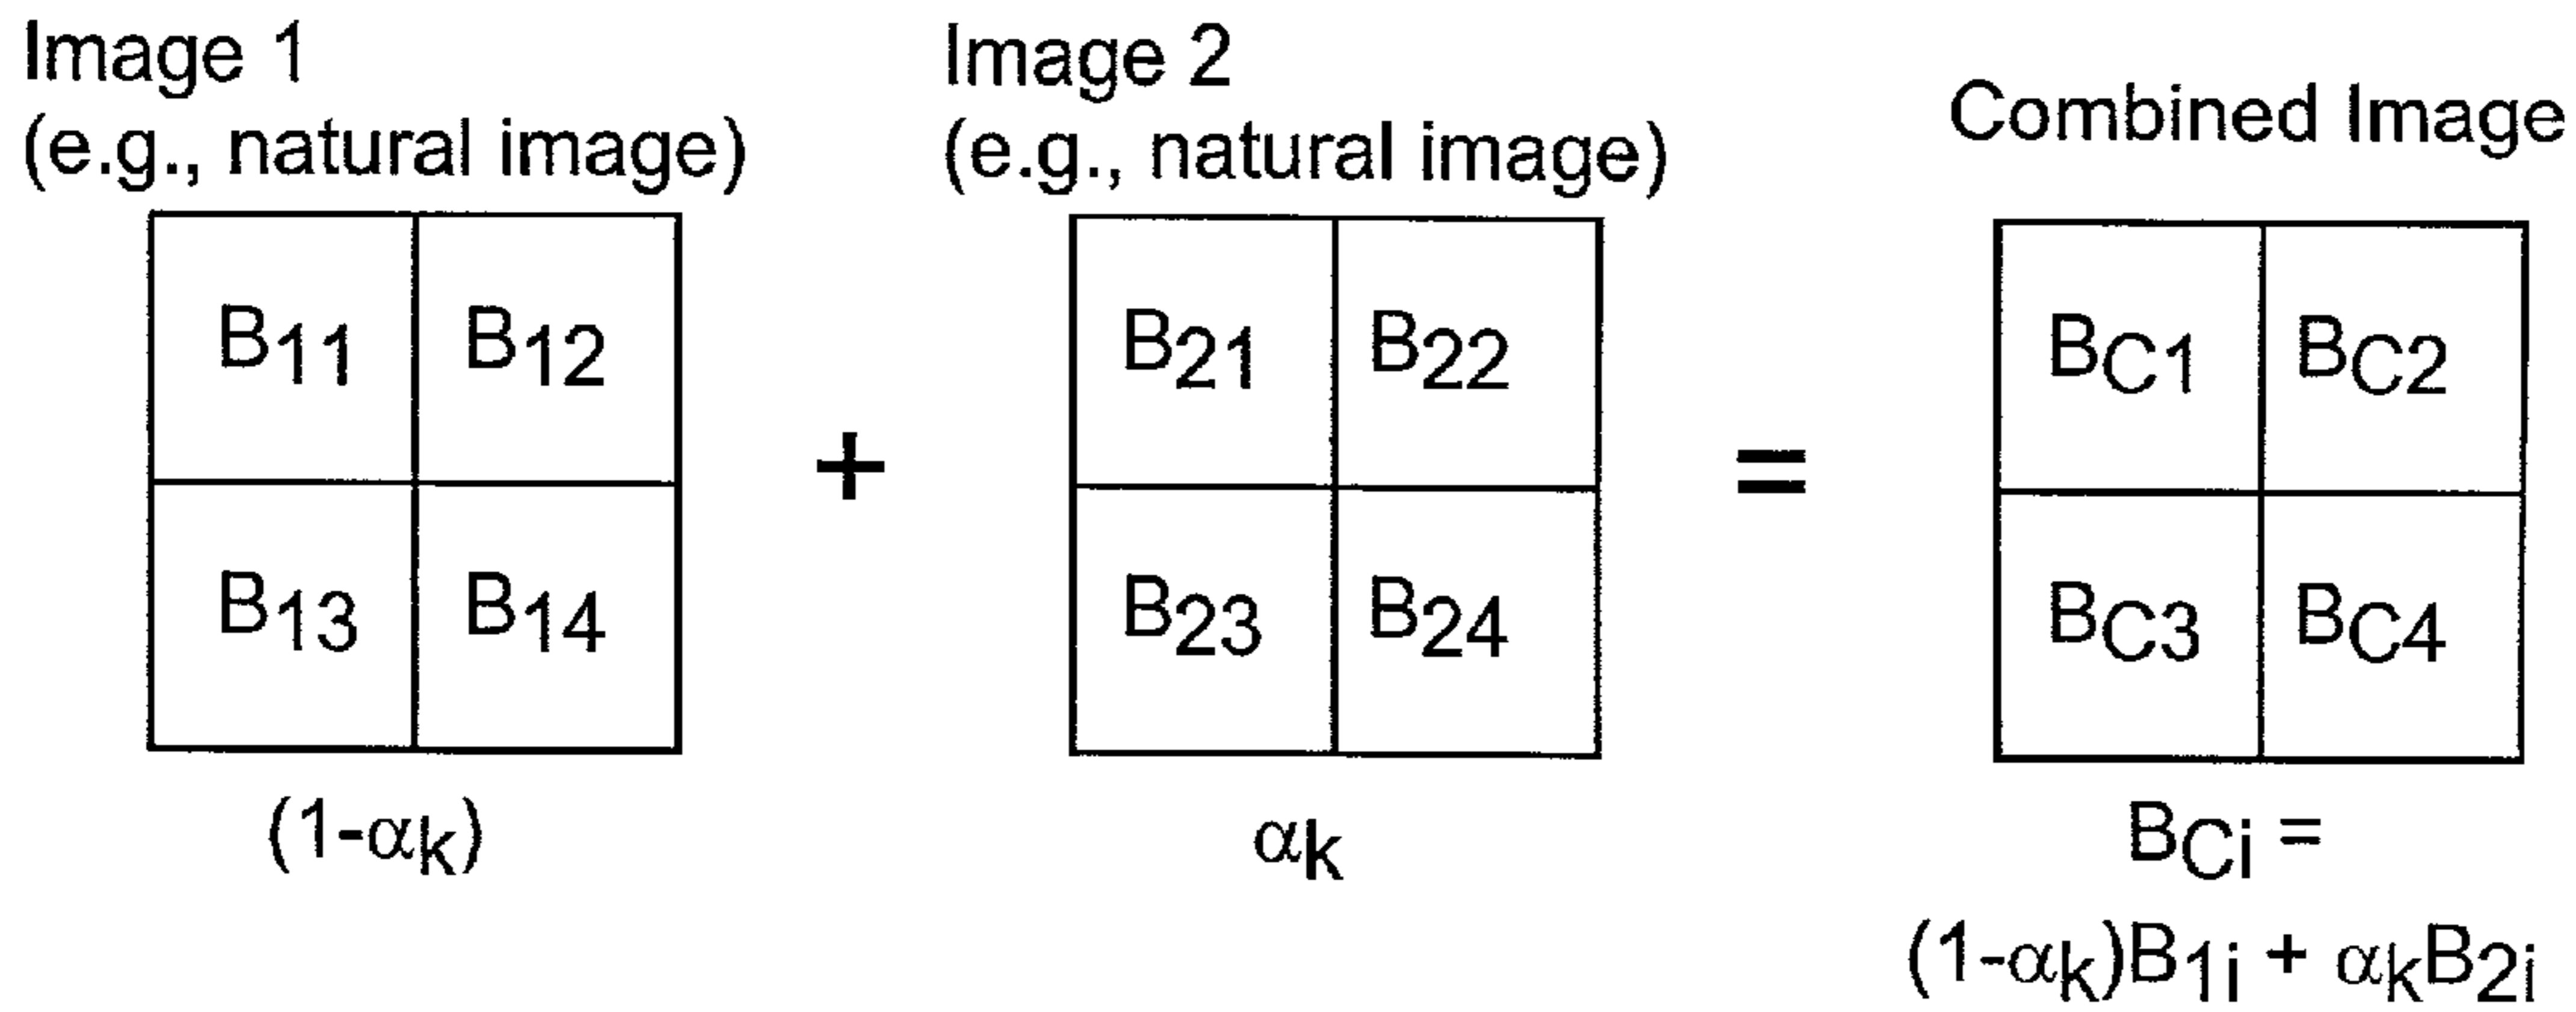 Image 1
(e.g., natural image)
Image 2
(e.g., natural image)
Combined Image
B11 B12
B13 B14
(1-αk)
+
B21 B22
B23 B24
αk
=
BC1 BC2
BC3 BC4
BCi =
(1-αk)B1i + αkB2i